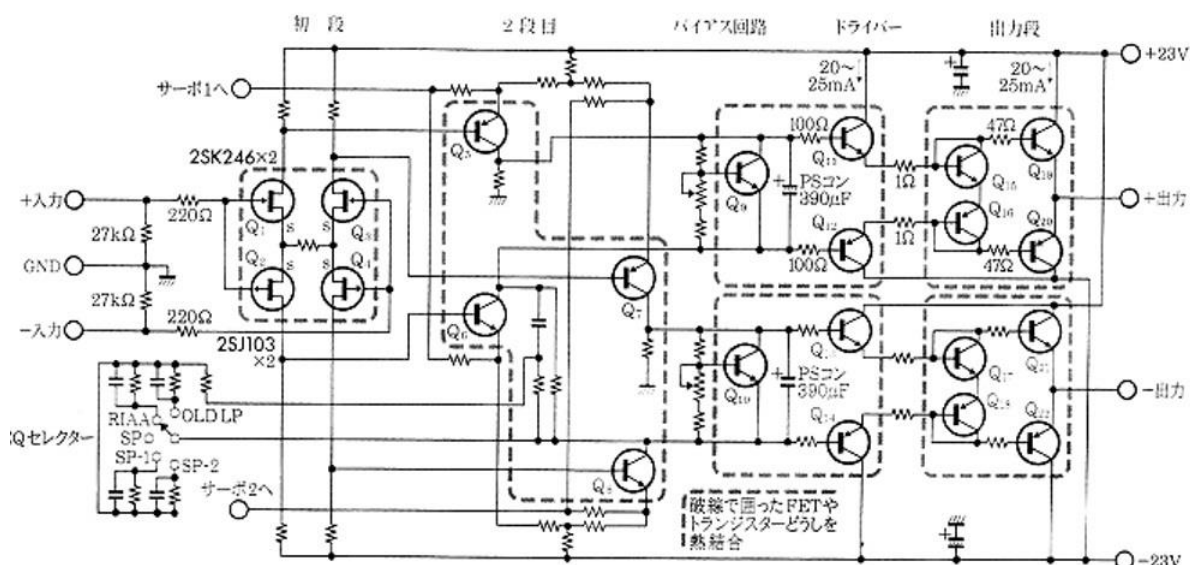 初 段
2段目
バイアス回路
ドライバー
出力段
+23V
サーボ1へ
20〜
25mA
20〜
25mA
2SK246×2
Q5
100Ω
Q11
47Ω
Q19
+入力
220Ω
Q1
S
S
Q3
Q9
PSコン
390μF
1Ω
Q15
27kΩ
Q12
Q16
Q20
+出力
GND
Q2
S
S
Q4
1Ω
100Ω
47Ω
27kΩ
−入力
220Ω
Q6
Q7
2SJ103
×2
Q13
Q17
Q21
PSコン
390μF
Q10
Q14
Q18
Q22
−出力
RIAA
OLD LP
EQセレクター
SP
SP-1
SP-2
Q8
サーボ2へ
破線で囲ったFETや
トランジスターどうしを
熱結合
−23V